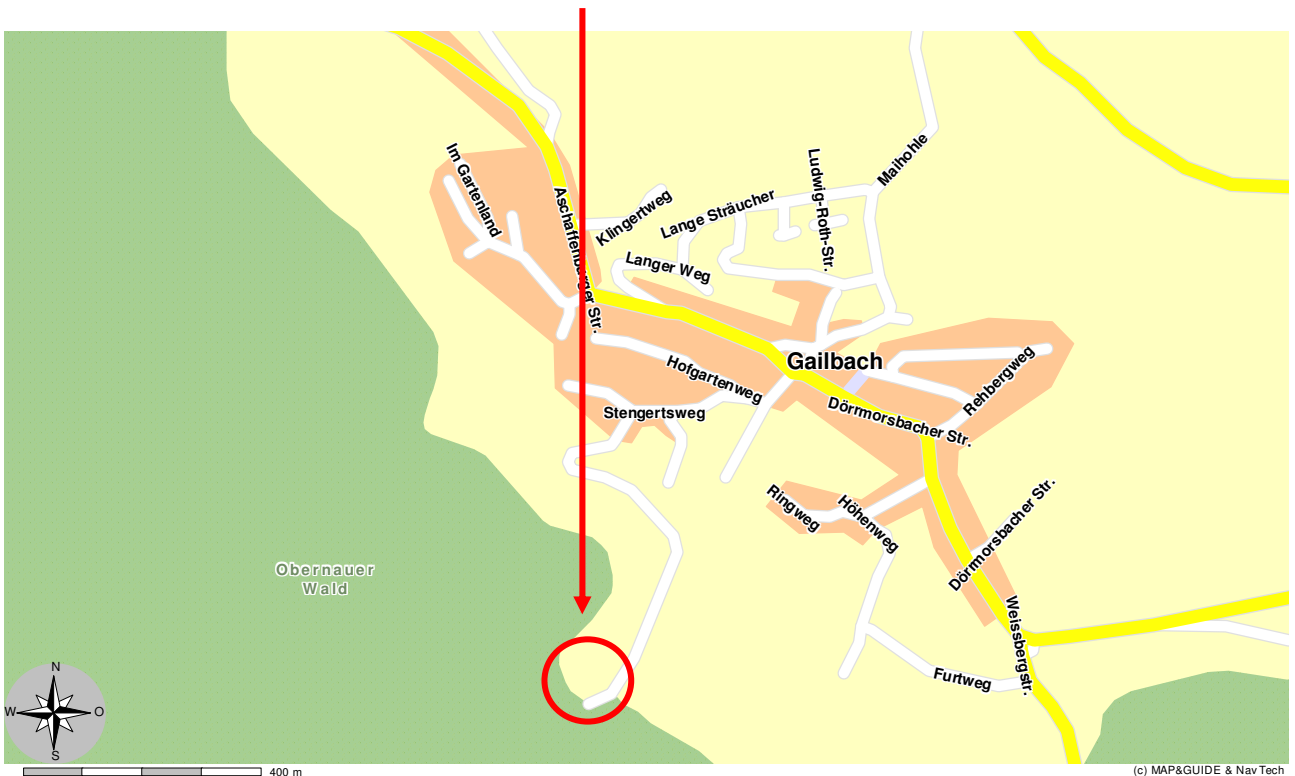 Im Gartenland
Aschaffenburger Str.
Klingertweg
Lange Sträucher
Ludwig-Roth-Str.
Maihohle
Langer Weg
Gailbach
Hofgartenweg
Rehbergweg
Stengertsweg
Dörrmorsbacher Str.
Ringweg
Höhenweg
Dörrmorsbacher Str.
Obernauer
Wald
Weissbergstr.
Furtweg
N
W
O
S
400 m
(c) MAP&GUIDE & Nav Tech